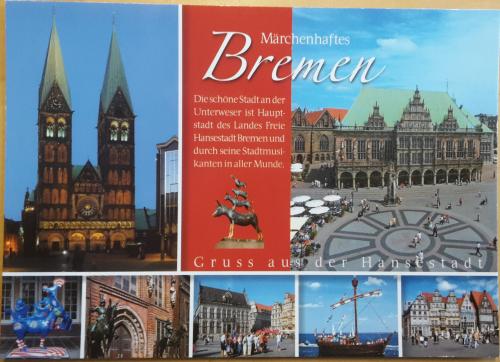 Märchenhaftes
Bremen
Die schöne Stadt an der
Unterweser ist Haupt-
stadt des Landes Freie
Hansestadt Bremen und
durch seine Stadtmusi-
kanten in aller Munde.
Gruss aus der Hansestadt